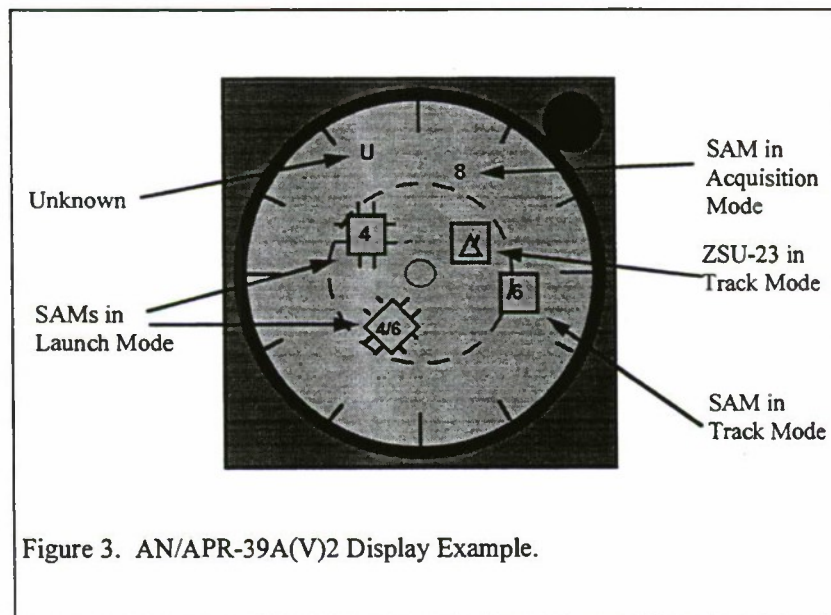 U
8
SAM in
Acquisition
Mode
Unknown
4
ZSU-23 in
Track Mode
/6
SAMs in
Launch Mode
4/6
SAM in
Track Mode
Figure 3. AN/APR-39A(V)2 Display Example.